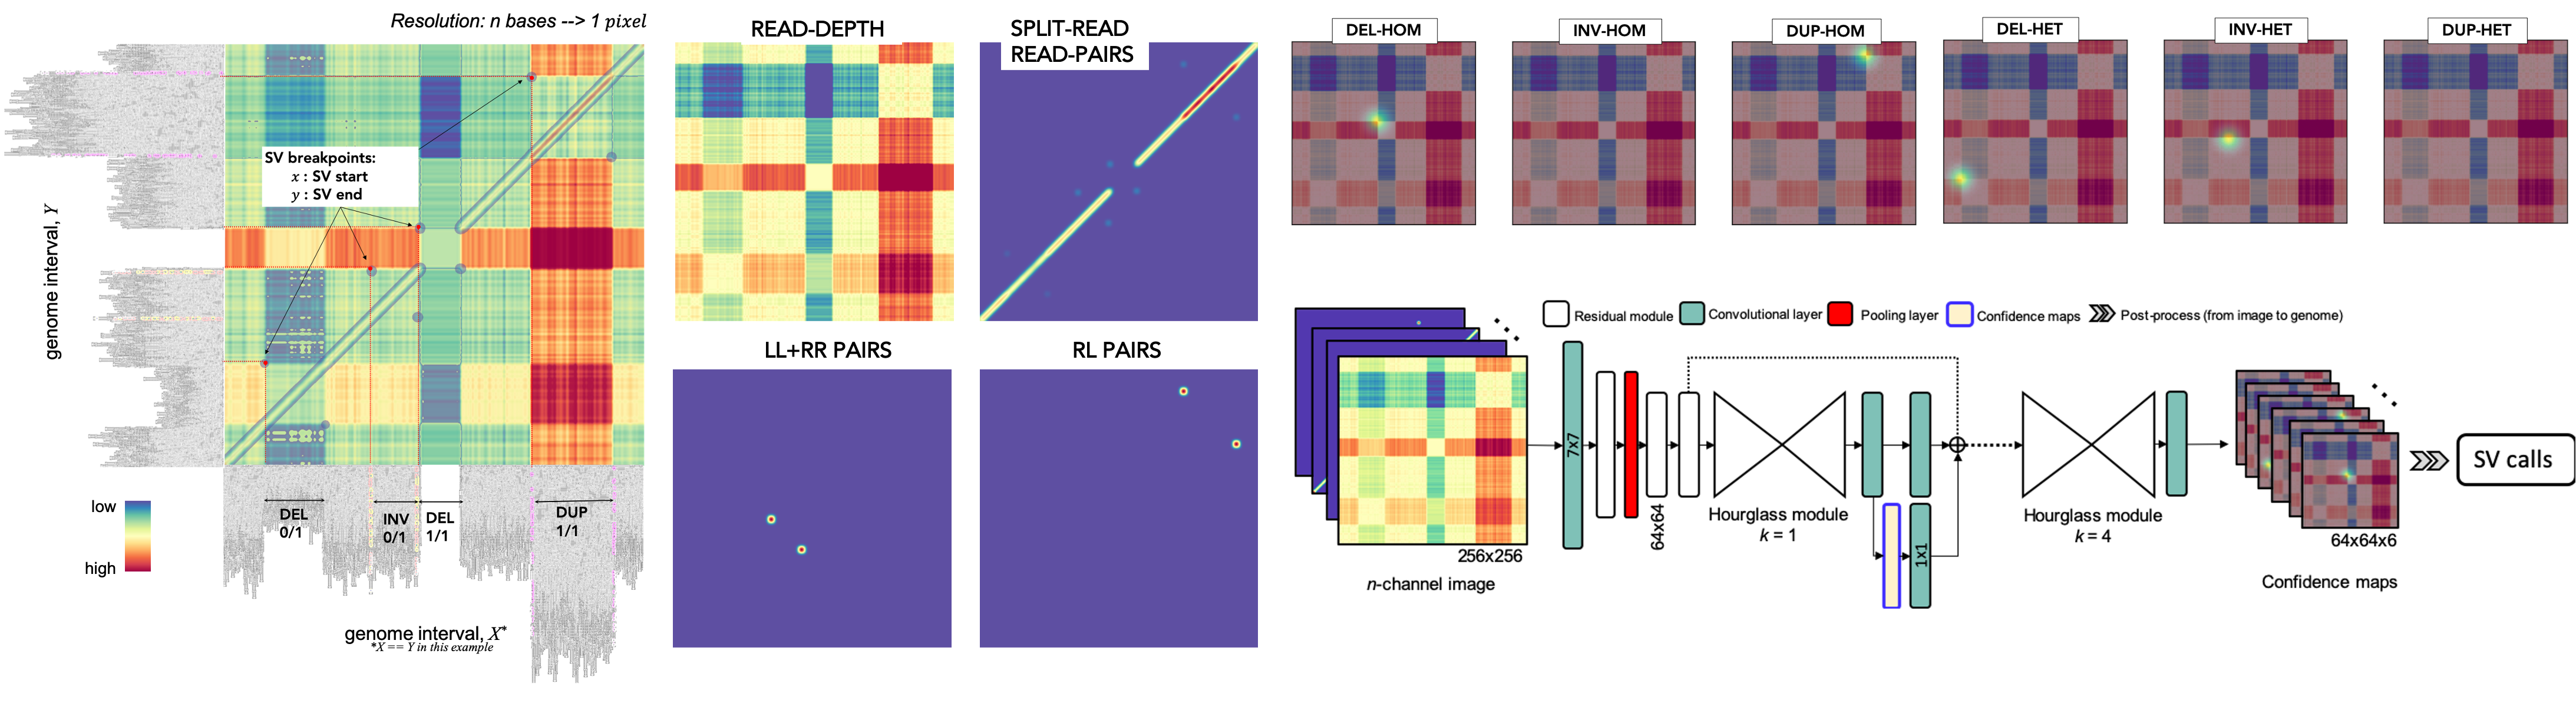 Resolution: n bases --> 1 pixel
SV breakpoints:
x : SV start
y : SV end
genome interval, Y
low
high
DEL
0/1
INV
0/1
DEL
1/1
DUP
1/1
genome interval, X*
*X == Y in this example
READ-DEPTH
SPLIT-READ
READ-PAIRS
LL+RR PAIRS
RL PAIRS
DEL-HOM
INV-HOM
DUP-HOM
DEL-HET
INV-HET
DUP-HET
Residual module
Convolutional layer
Pooling layer
Confidence maps
Post-process (from image to genome)
256x256
n-channel image
7x7
64x64
Hourglass module
k = 1
1x1
Hourglass module
k = 4
64x64x6
Confidence maps
SV calls